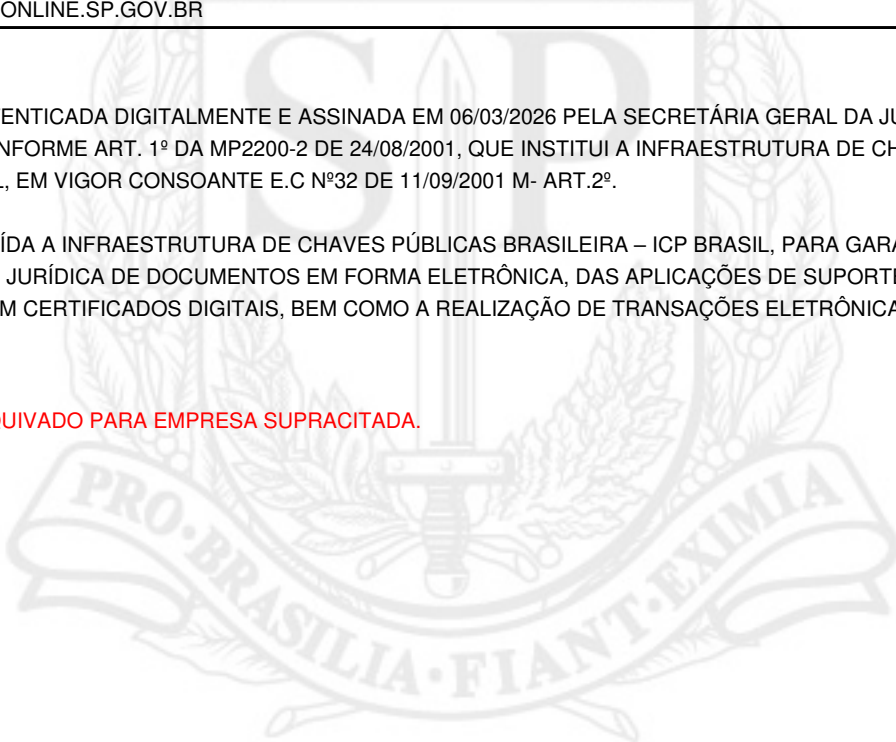 ONLINE.SP.GOV.BR
ENTICADA DIGITALMENTE E ASSINADA EM 06/03/2026 PELA SECRETÁRIA GERAL DA JU
NFORME ART. 1º DA MP2200-2 DE 24/08/2001, QUE INSTITUI A INFRAESTRUTURA DE CH
L, EM VIGOR CONSOANTE E.C Nº32 DE 11/09/2001 M- ART.2º.
ÍDA A INFRAESTRUTURA DE CHAVES PÚBLICAS BRASILEIRA – ICP BRASIL, PARA GARA
JURÍDICA DE DOCUMENTOS EM FORMA ELETRÔNICA, DAS APLICAÇÕES DE SUPORTE
M CERTIFICADOS DIGITAIS, BEM COMO A REALIZAÇÃO DE TRANSAÇÕES ELETRÔNICA
QUIVADO PARA EMPRESA SUPRACITADA.
SP
PRO·BRASILIA·FIANT·EXIMIA